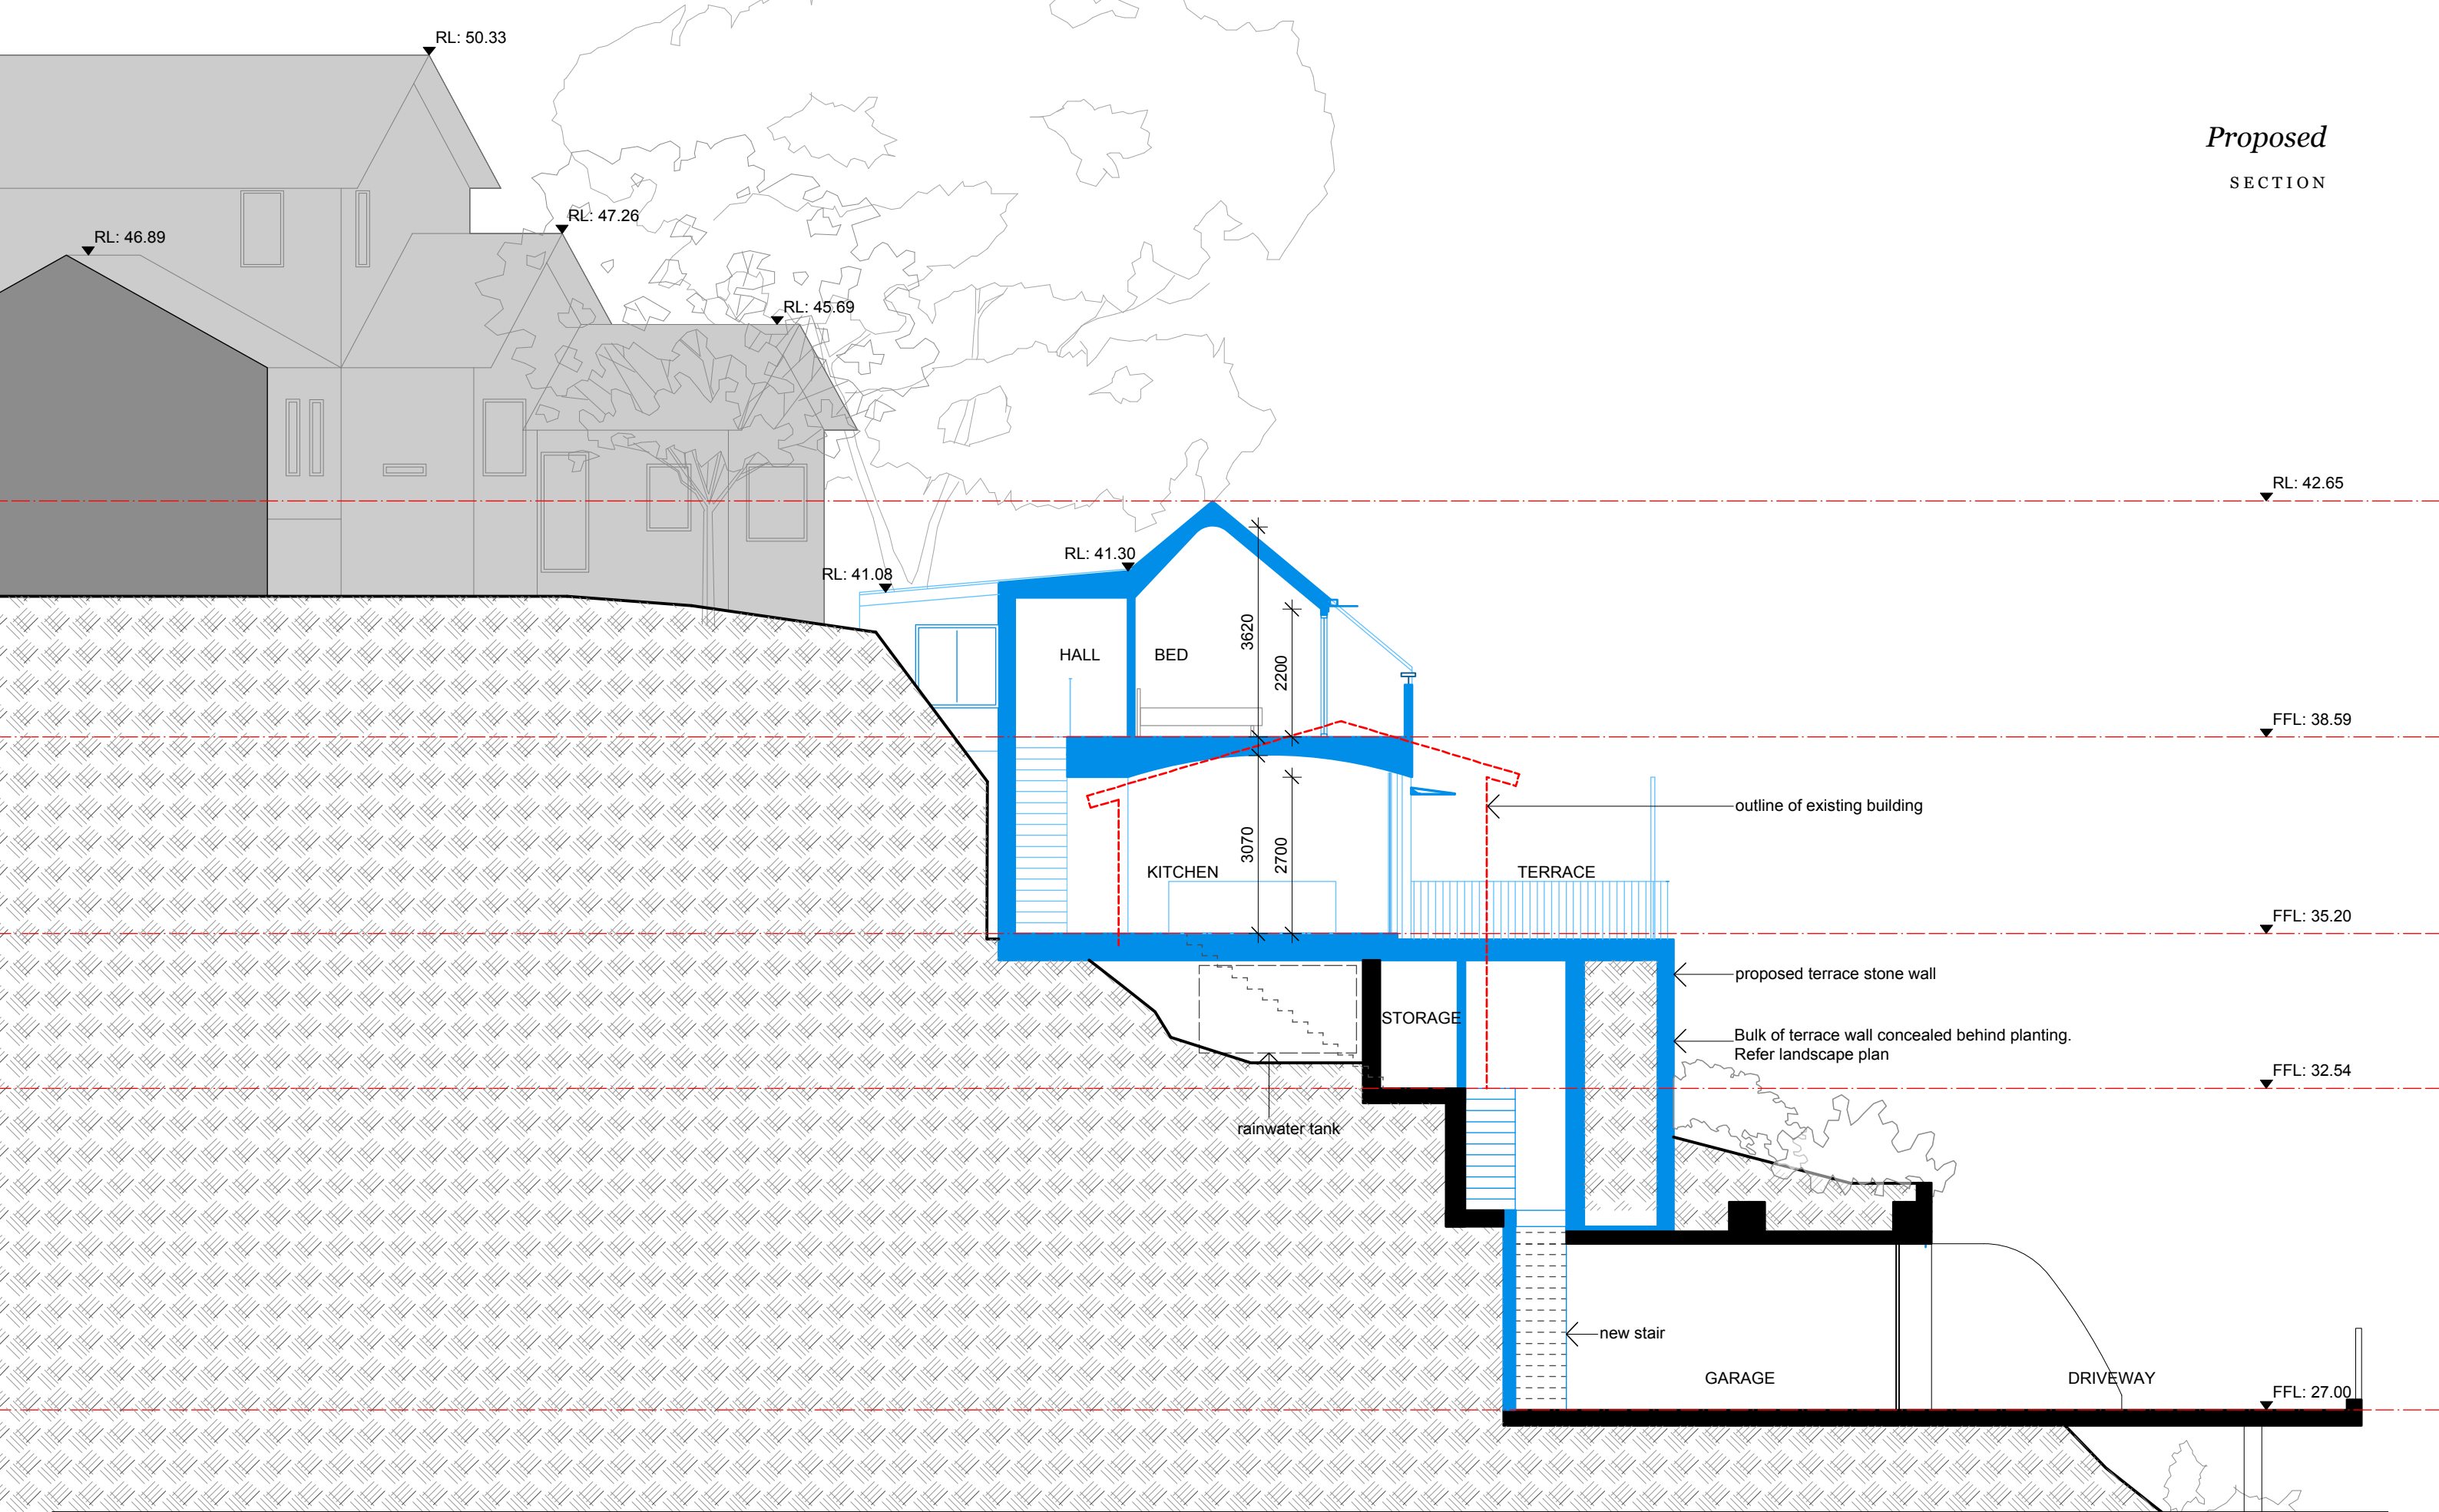 RL: 50.33
Proposed
SECTION
RL: 47.26
RL: 46.89
RL: 45.69
RL: 42.65
RL: 41.30
RL: 41.08
3620
HALL
BED
2200
FFL: 38.59
outline of existing building
3070
2700
KITCHEN
TERRACE
FFL: 35.20
proposed terrace stone wall
STORAGE
Bulk of terrace wall concealed behind planting.
Refer landscape plan
FFL: 32.54
rainwater tank
new stair
GARAGE
DRIVEWAY
FFL: 27.00